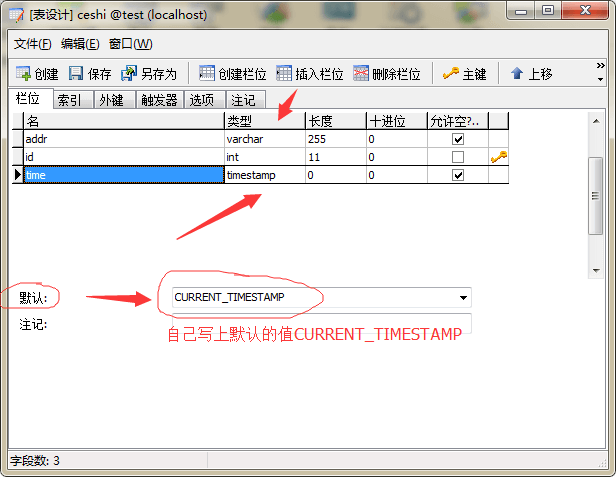 [表设计] ceshi @test (localhost)
文件(F) 编辑(E) 窗口(W)
创建 保存 另存为 创建栏位 插入栏位 删除栏位 主键 上移 »
栏位 索引 外键 触发器 选项 注记
名 类型 长度 十进位 允许空?..
addr varchar 255 0
id int 11 0
time timestamp 0 0
默认: CURRENT_TIMESTAMP
注记:
自己写上默认的值CURRENT_TIMESTAMP
字段数: 3